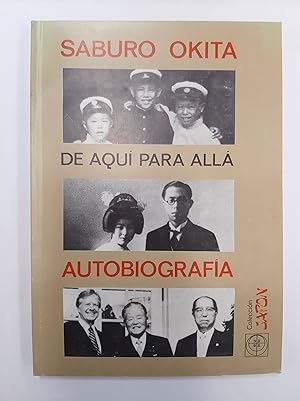 SABURO OKITA
DE AQUÍ PARA ALLÁ
AUTOBIOGRAFÍA
Colección
JAPÓN